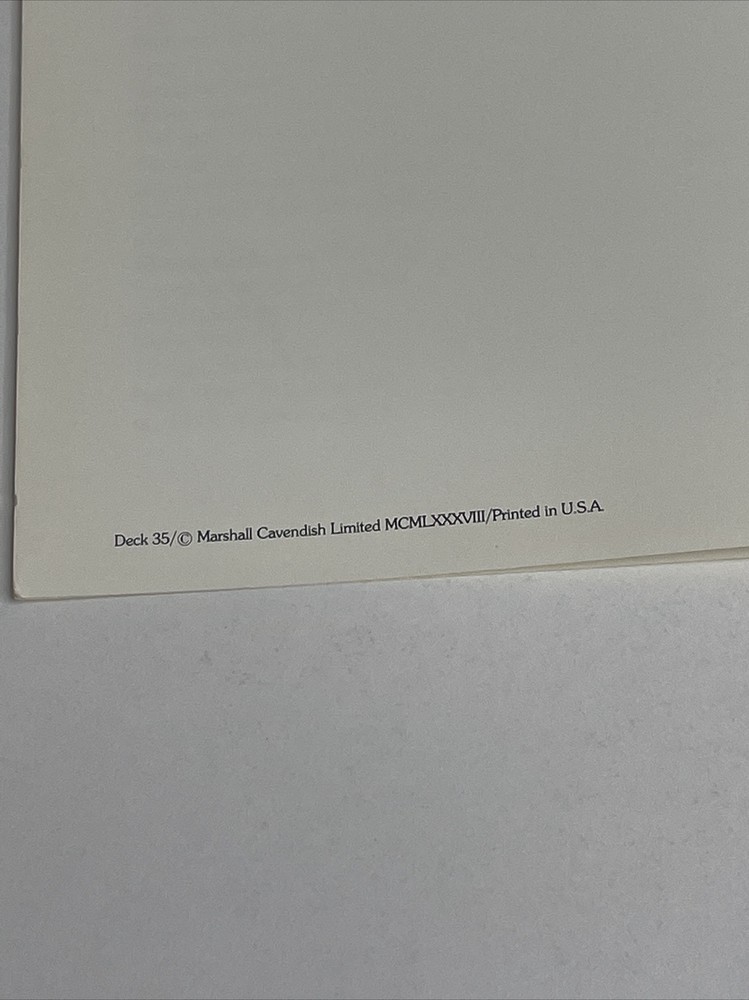 Deck 35/© Marshall Cavendish Limited MCMLXXXVIII/Printed in U.S.A.